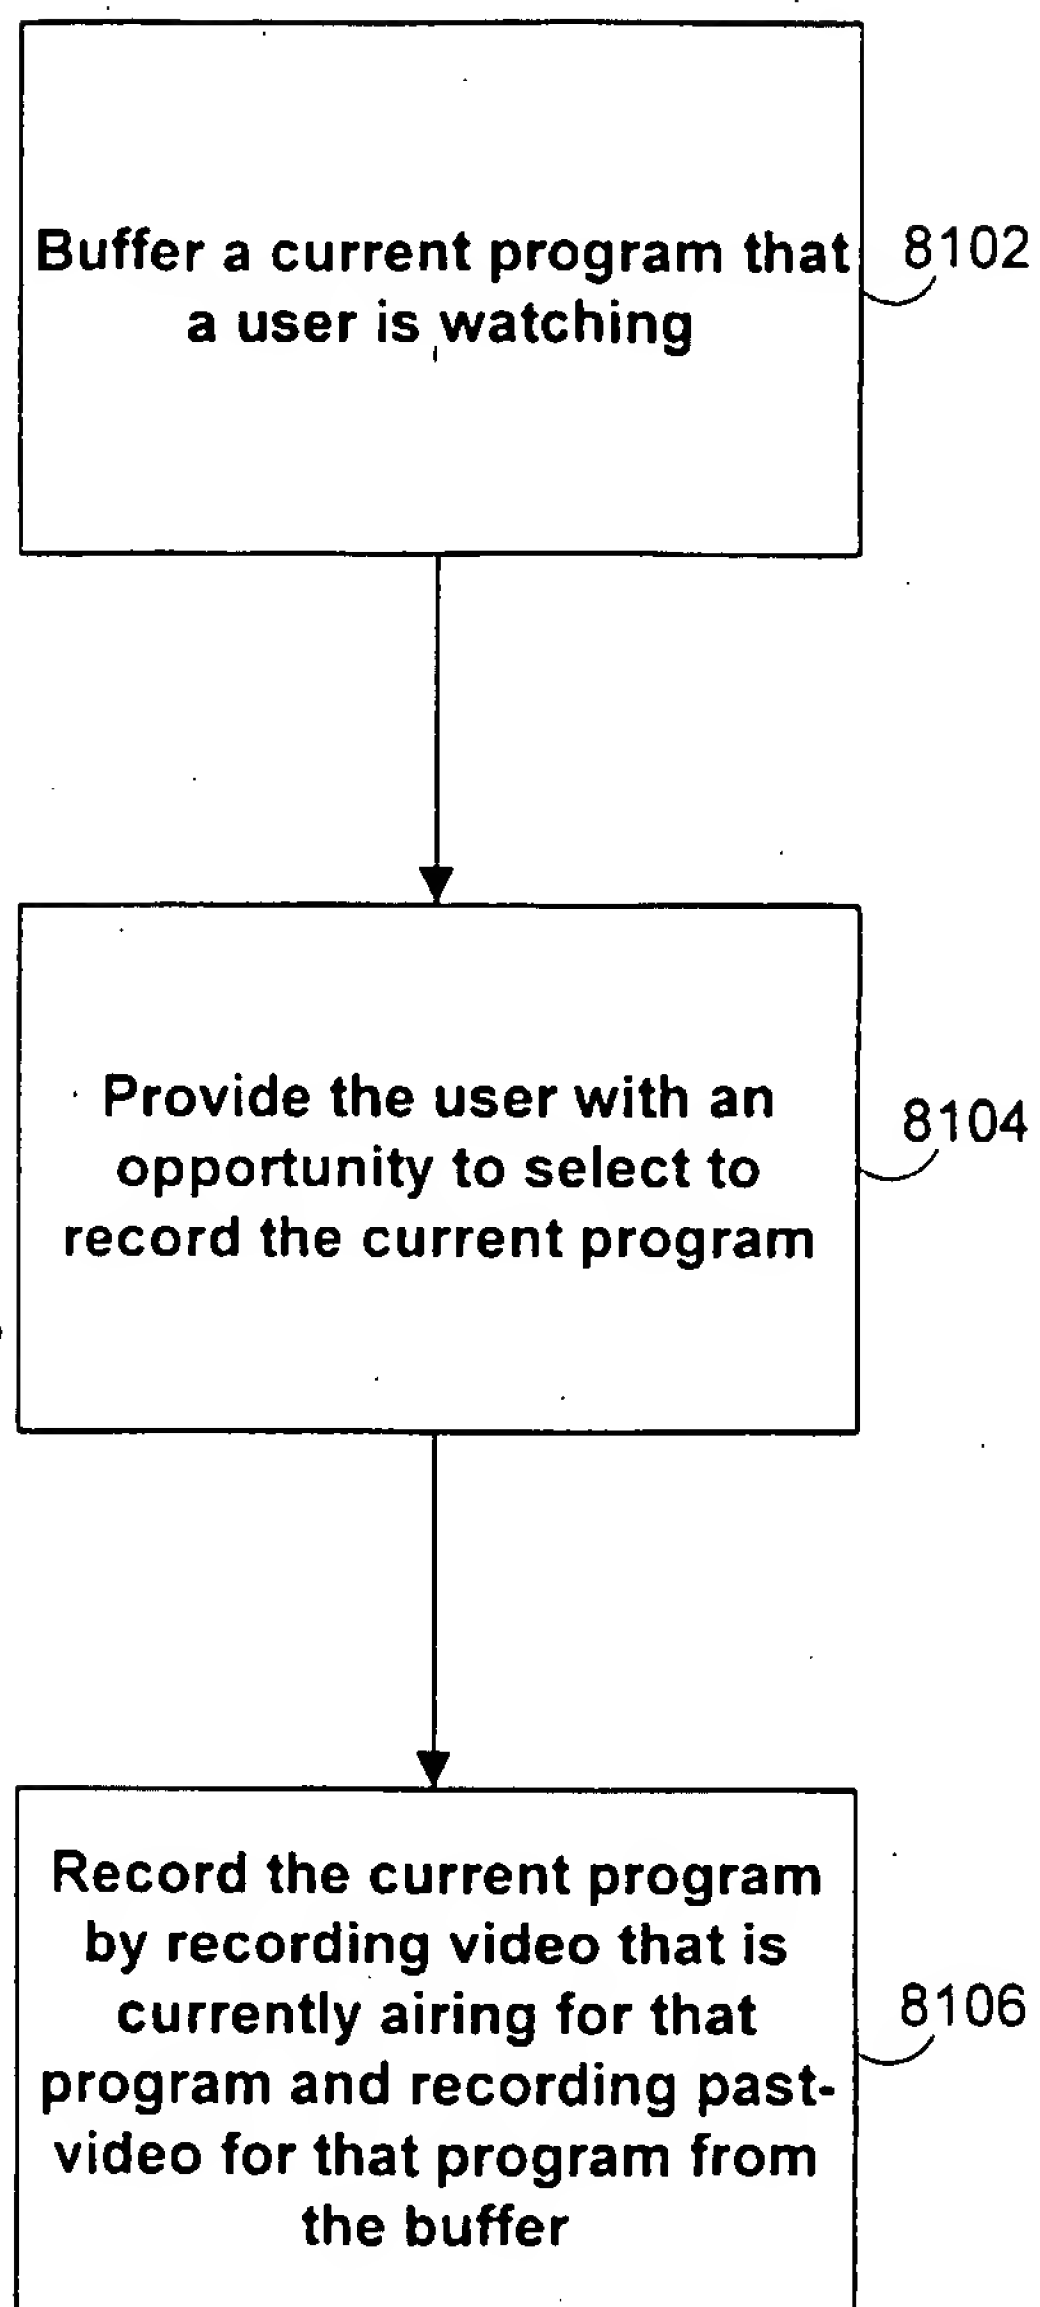 Buffer a current program that
a user is watching
8102
Provide the user with an
opportunity to select to
record the current program
8104
Record the current program
by recording video that is
currently airing for that
program and recording past-
video for that program from
the buffer
8106